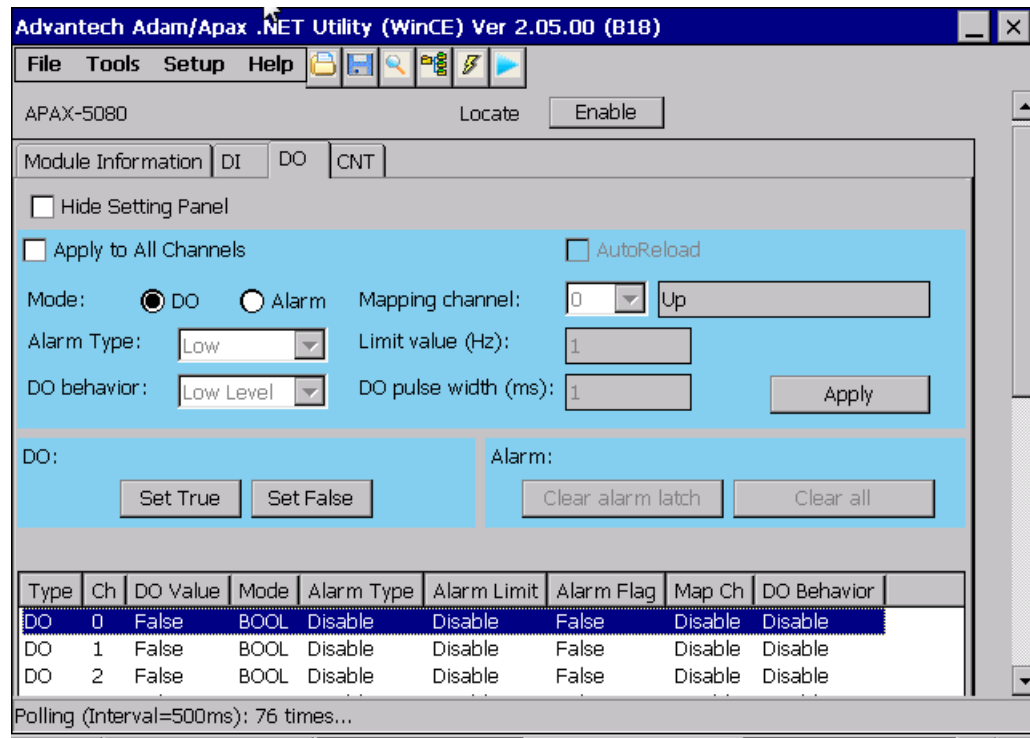 Advantech Adam/Apax .NET Utility (WinCE) Ver 2.05.00 (B18)
File Tools Setup Help
APAX-5080 Locate Enable
Module Information DI DO CNT
Hide Setting Panel
Apply to All Channels AutoReload
Mode: DO Alarm Mapping channel: 0 Up
Alarm Type: Low Limit value (Hz): 1
DO behavior: Low Level DO pulse width (ms): 1 Apply
DO: Alarm:
Set True Set False Clear alarm latch Clear all
Type Ch DO Value Mode Alarm Type Alarm Limit Alarm Flag Map Ch DO Behavior
DO 0 False BOOL Disable Disable False Disable Disable
DO 1 False BOOL Disable Disable False Disable Disable
DO 2 False BOOL Disable Disable False Disable Disable
Polling (Interval=500ms): 76 times...